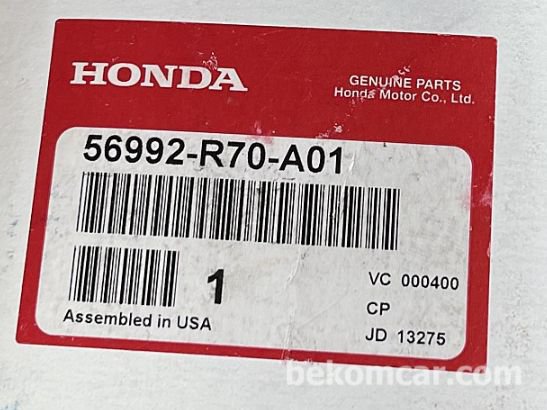 HONDA
GENUINE PARTS
Honda Motor Co., Ltd.
56992-R70-A01
1
VC 000400
CP
Assembled in USA
JD 13275
bekomcar.com